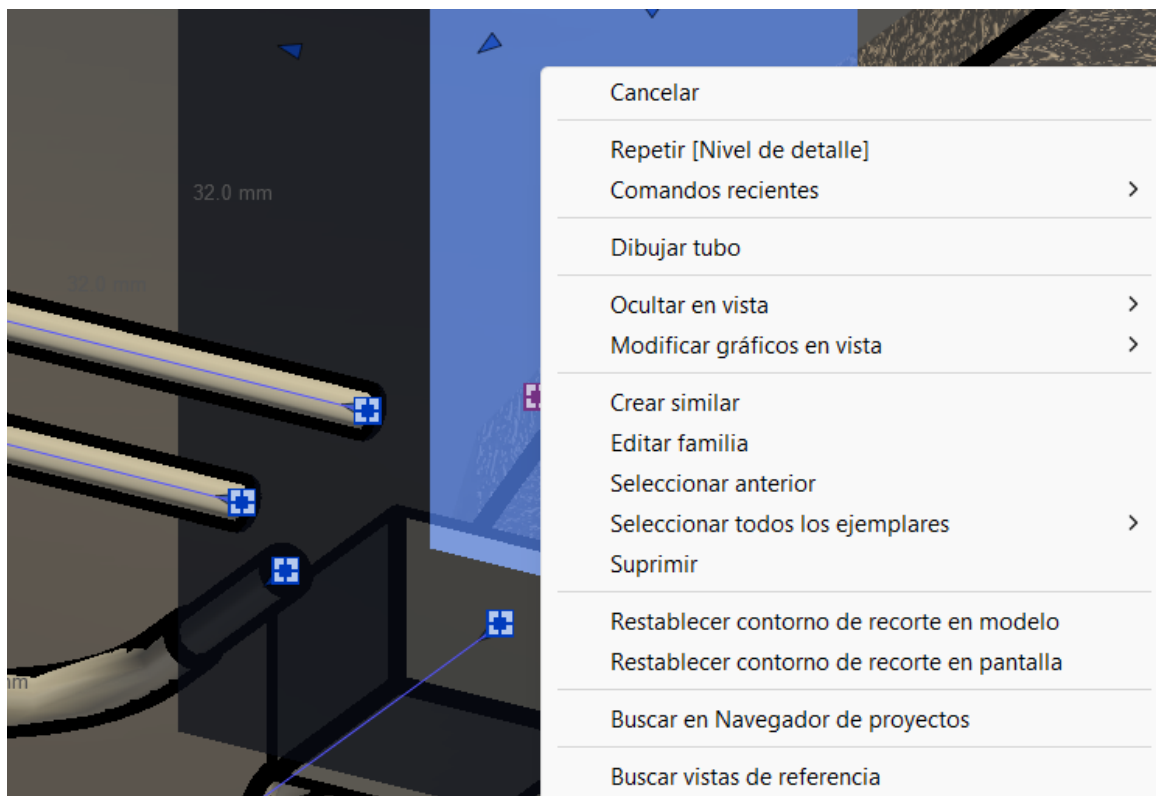 Cancelar
Repetir [Nivel de detalle]
Comandos recientes
32.0 mm
Dibujar tubo
32.0 mm
Ocultar en vista
Modificar gráficos en vista
Crear similar
Editar familia
Seleccionar anterior
Seleccionar todos los ejemplares
Suprimir
Restablecer contorno de recorte en modelo
Restablecer contorno de recorte en pantalla
Buscar en Navegador de proyectos
Buscar vistas de referencia